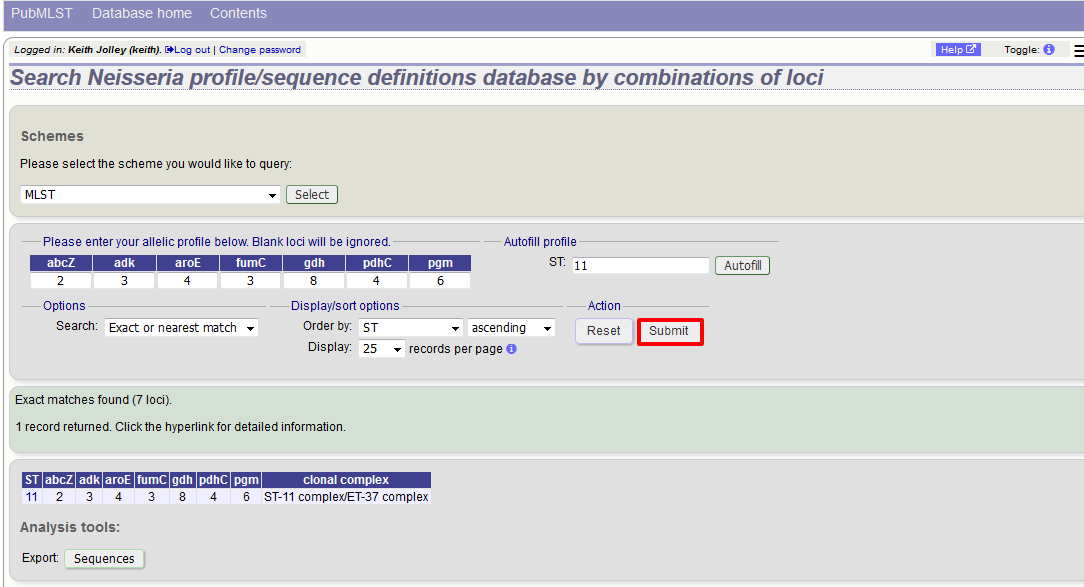 PubMLST Database home Contents
Logged in: Keith Jolley (keith). Log out | Change password Help Toggle:
Search Neisseria profile/sequence definitions database by combinations of loci
Schemes
Please select the scheme you would like to query:
MLST Select
Please enter your allelic profile below. Blank loci will be ignored. Autofill profile
abcZ adk aroE fumC gdh pdhC pgm
2 3 4 3 8 4 6
ST: 11 Autofill
Options Display/sort options Action
Search: Exact or nearest match Order by: ST ascending Reset Submit
Display: 25 records per page
Exact matches found (7 loci).
1 record returned. Click the hyperlink for detailed information.
ST abcZ adk aroE fumC gdh pdhC pgm clonal complex
11 2 3 4 3 8 4 6 ST-11 complex/ET-37 complex
Analysis tools:
Export: Sequences